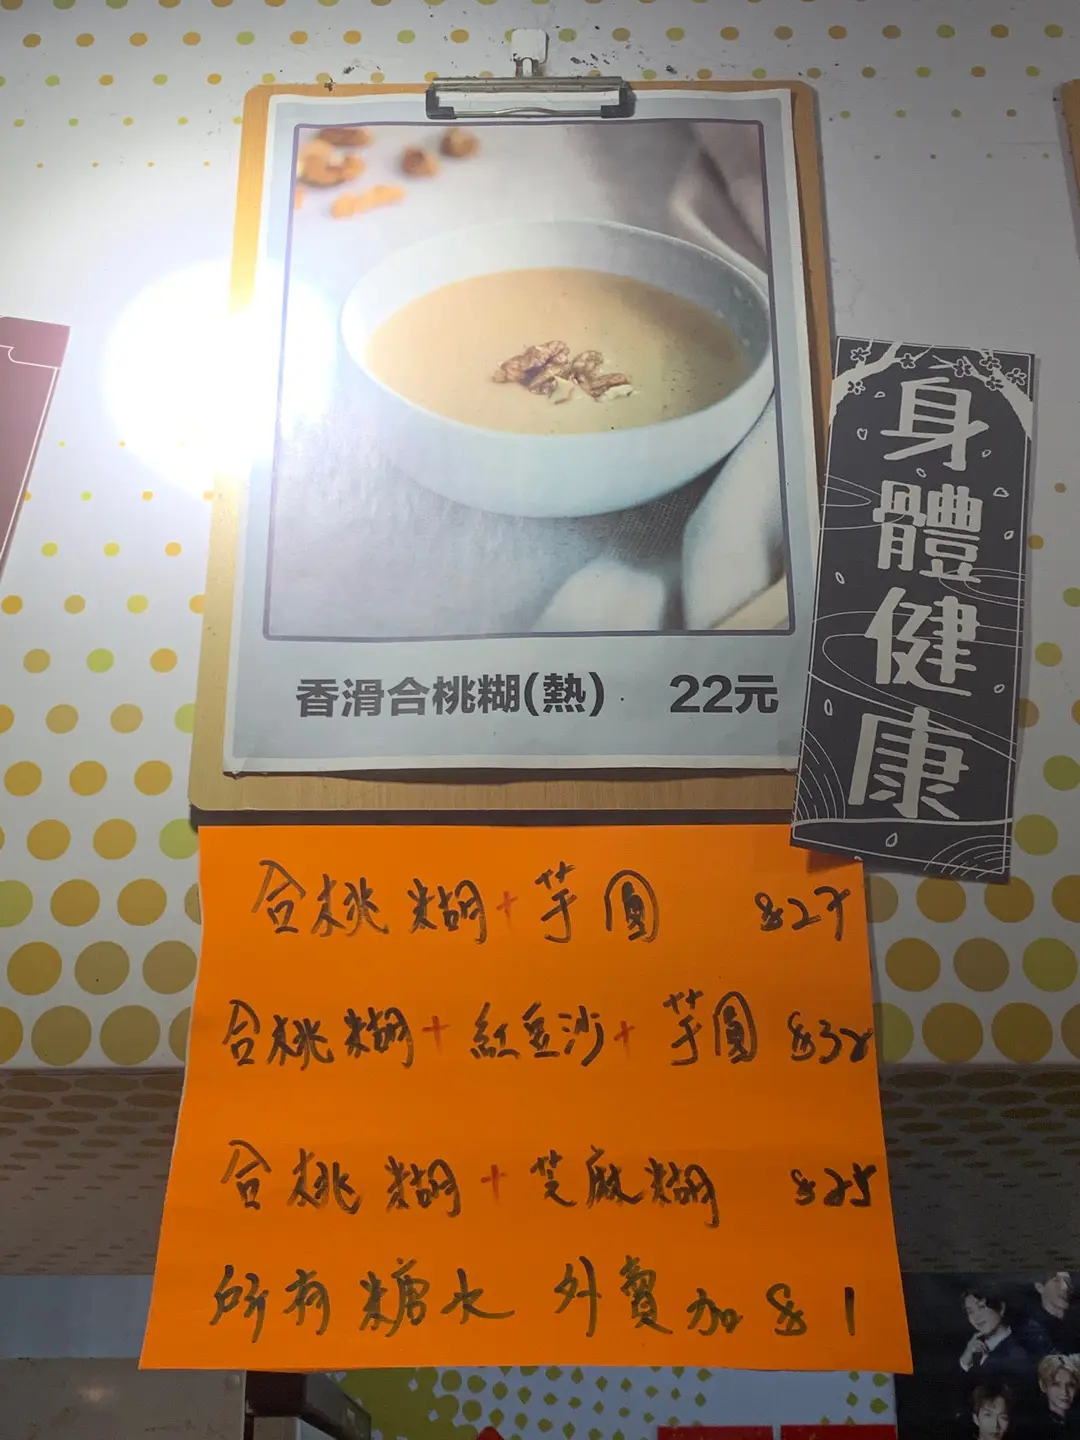 香滑合桃糊(熱) 22元
身體健康
合桃糊+芋圓 $27
合桃糊+紅豆沙+芋圓 $32
合桃糊+芝麻糊 $25
所有糖水 外賣加 $1